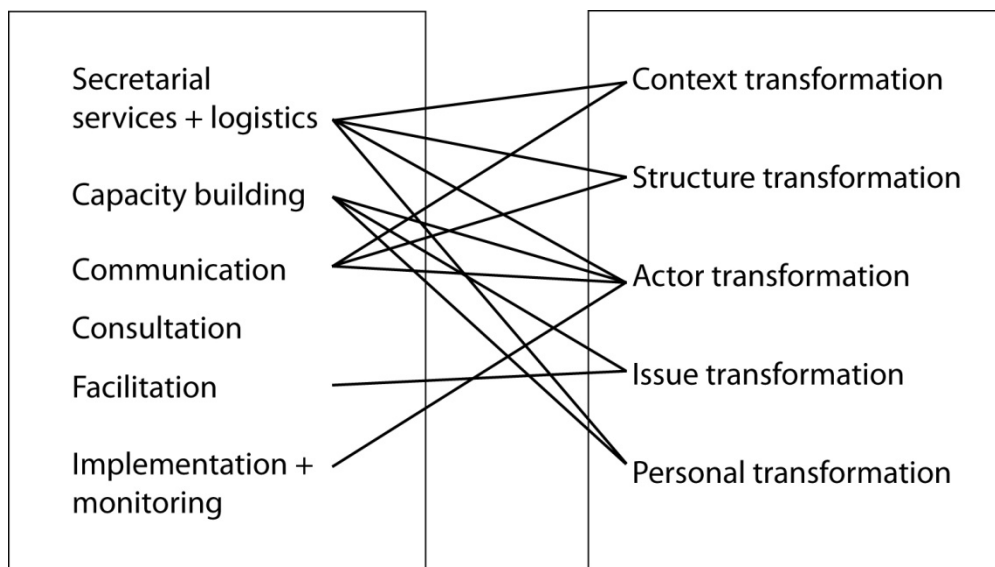 Secretarial
services + logistics
Capacity building
Communication
Consultation
Facilitation
Implementation +
monitoring
Context transformation
Structure transformation
Actor transformation
Issue transformation
Personal transformation